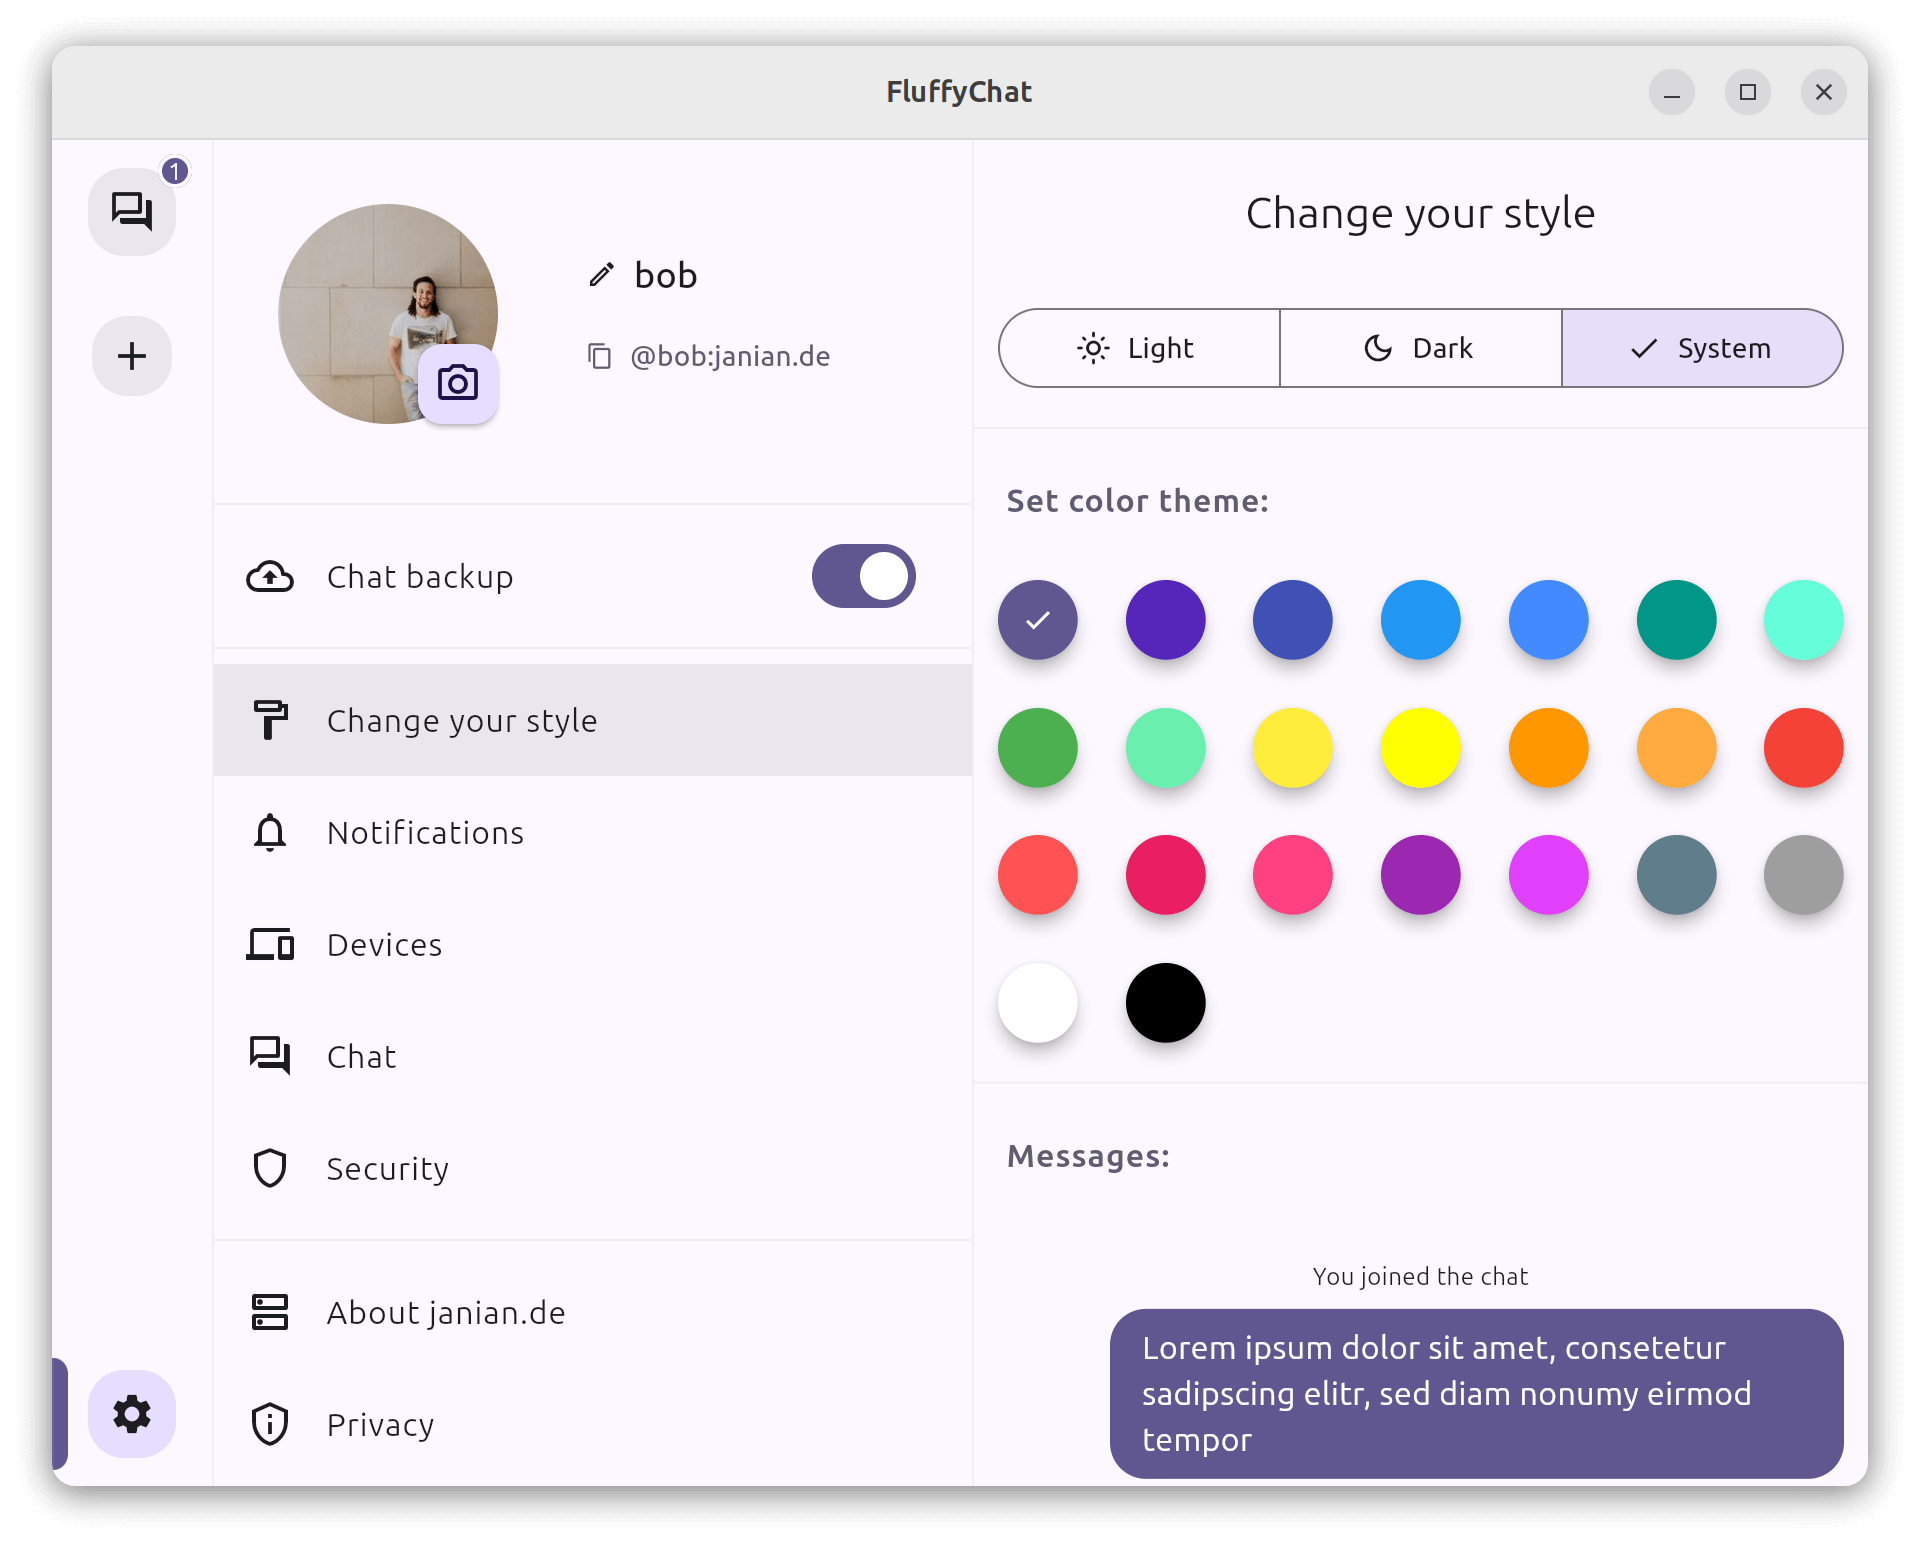 FluffyChat
1
bob
@bob:janian.de
Chat backup
Change your style
Notifications
Devices
Chat
Security
About janian.de
Privacy
Change your style
Light
Dark
System
Set color theme:
Messages:
You joined the chat
Lorem ipsum dolor sit amet, consetetur
sadipscing elitr, sed diam nonumy eirmod
tempor